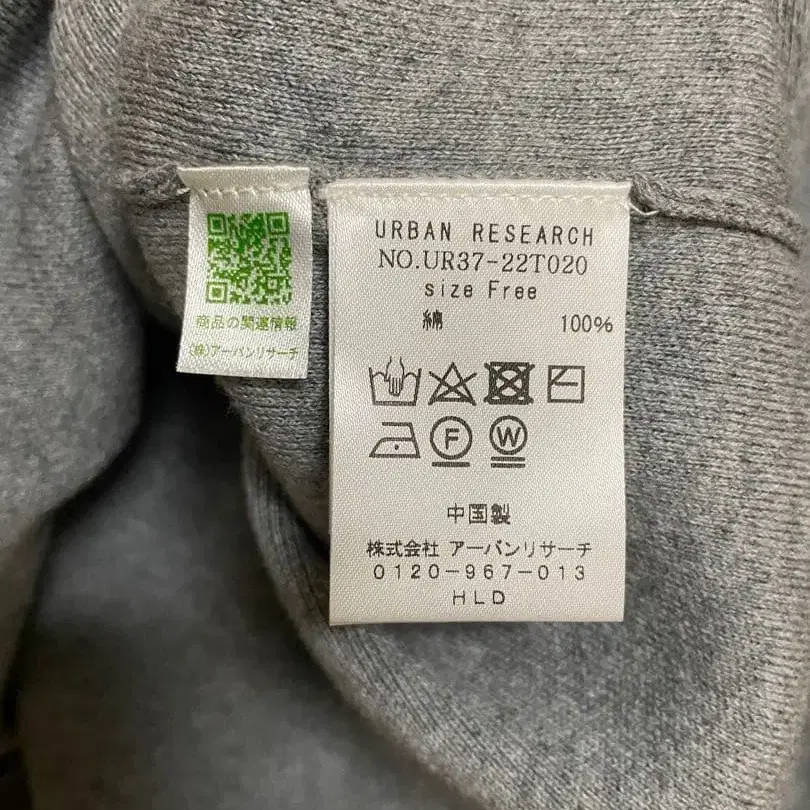 商品の関連情報
(株)アーバンリサーチ
URBAN RESEARCH
NO.UR37-22T020
size Free
綿 100%
F W
中国製
株式会社 アーバンリサーチ
0120-967-013
HLD